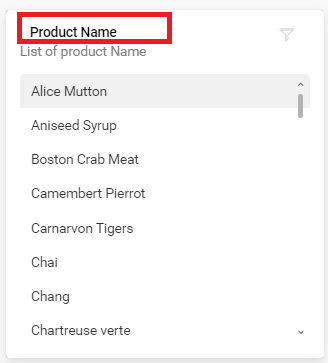 Product Name
List of product Name
Alice Mutton
Aniseed Syrup
Boston Crab Meat
Camembert Pierrot
Carnarvon Tigers
Chai
Chang
Chartreuse verte